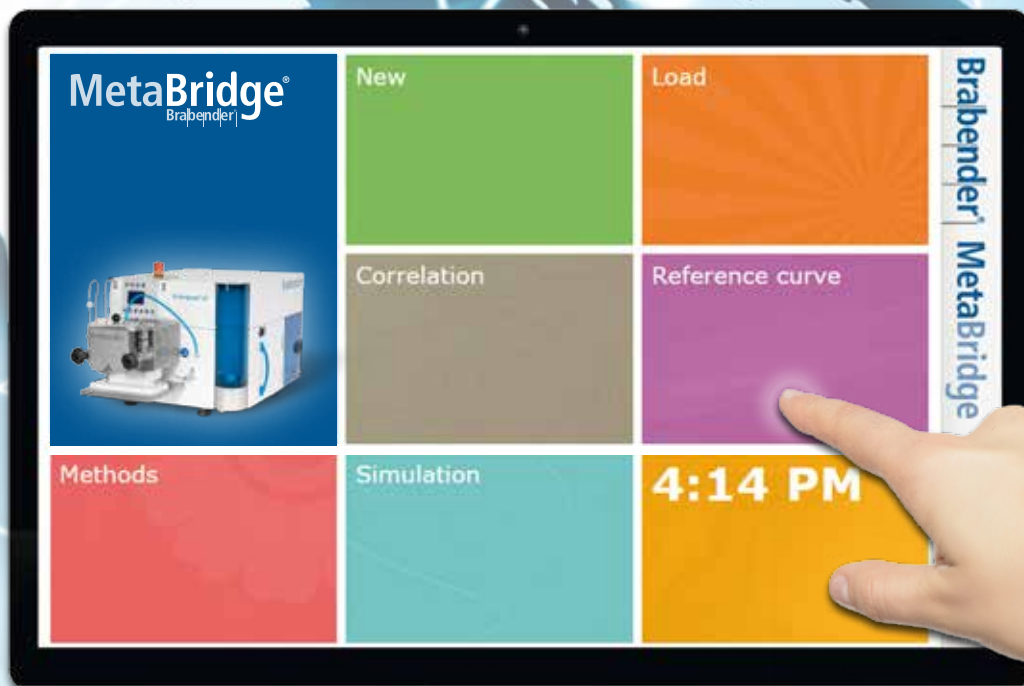 MetaBridge®
Brabender
New
Load
Correlation
Reference curve
Methods
Simulation
4:14 PM
Brabender® MetaBridge